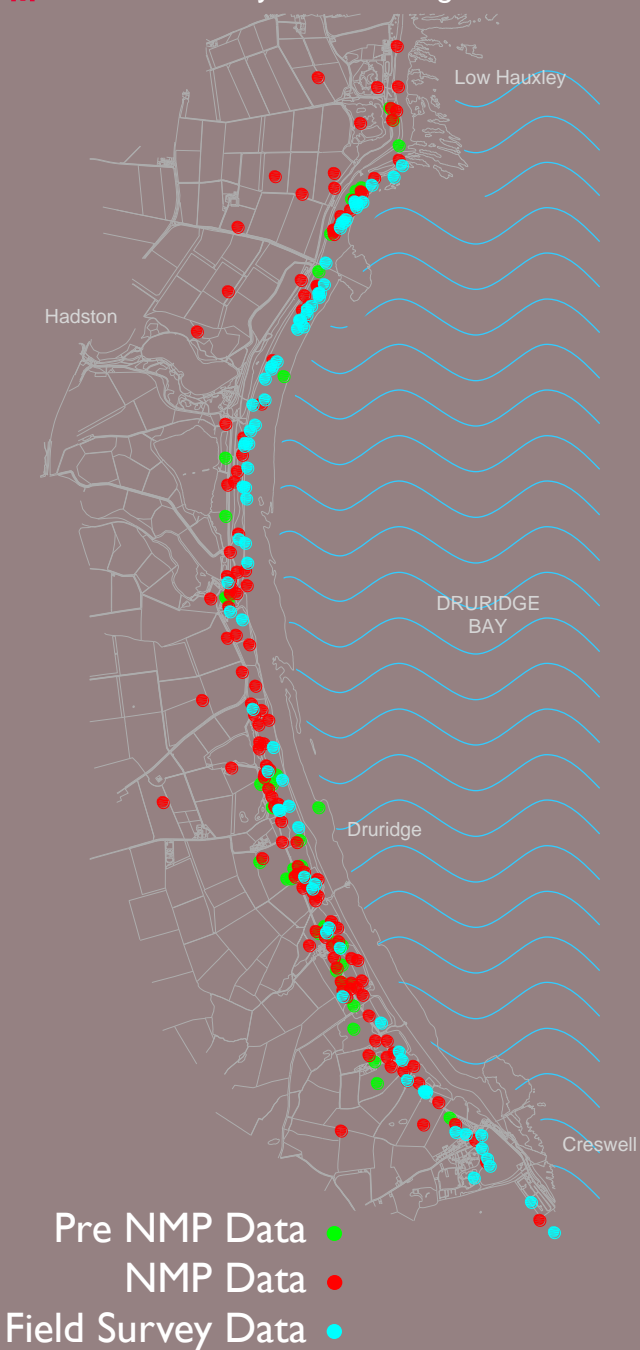 Low Hauxley
Hadston
DRURIDGE
BAY
Druridge
Creswell
Pre NMP Data
NMP Data
Field Survey Data